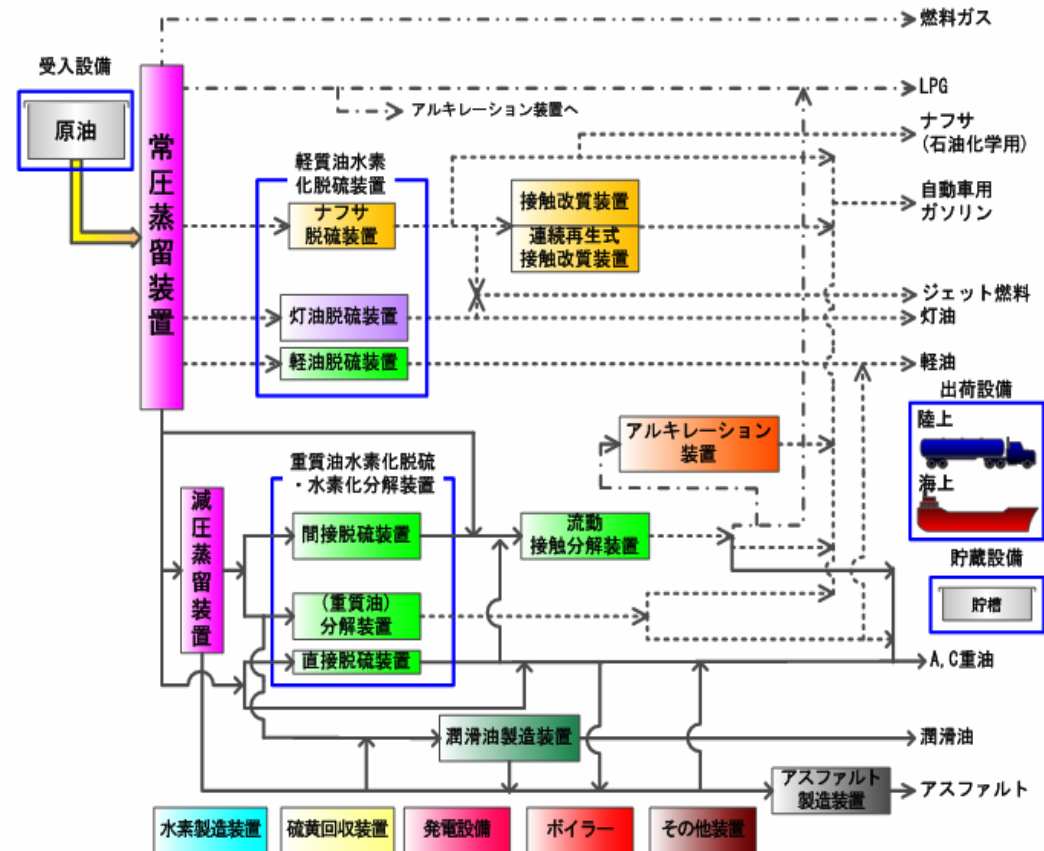 燃料ガス
受入設備
原油
常圧蒸留装置
LPG
アルキレーション装置へ
ナフサ
(石油化学用)
軽質油水素
化脱硫装置
ナフサ
脱硫装置
接触改質装置
連続再生式
接触改質装置
自動車用
ガソリン
灯油脱硫装置
ジェット燃料
灯油
軽油脱硫装置
軽油
出荷設備
陸上
海上
アルキレーション
装置
重質油水素化脱硫
・水素化分解装置
減圧蒸留装置
間接脱硫装置
流動
接触分解装置
貯蔵設備
貯槽
(重質油)
分解装置
直接脱硫装置
A,C重油
潤滑油製造装置
潤滑油
アスファルト
製造装置
アスファルト
水素製造装置
硫黄回収装置
発電設備
ボイラー
その他装置